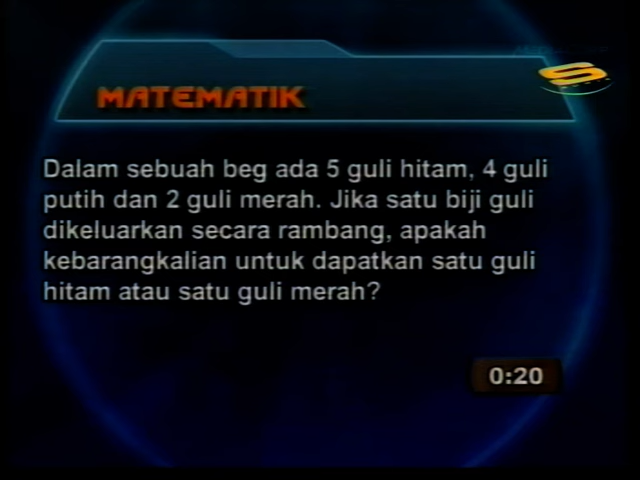 MATEMATIK
Dalam sebuah beg ada 5 guli hitam, 4 guli
putih dan 2 guli merah. Jika satu biji guli
dikeluarkan secara rambang, apakah
kebarangkalian untuk dapatkan satu guli
hitam atau satu guli merah?
0:20